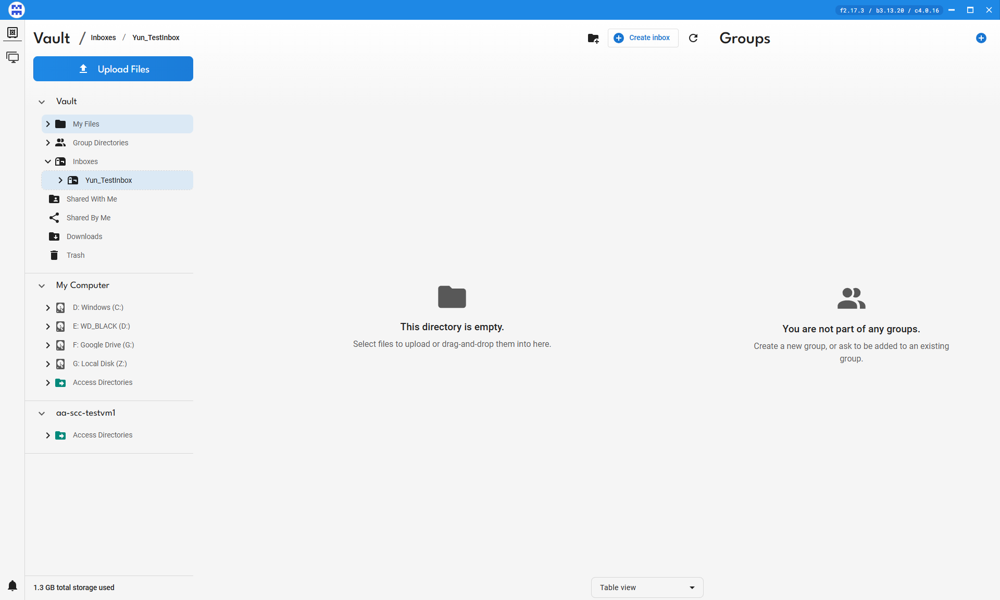 f2.17.3 / b3.13.20 / c4.0.16
Vault / Inboxes / Yun_TestInbox
Create inbox
Groups
Upload Files
Vault
My Files
Group Directories
Inboxes
Yun_TestInbox
Shared With Me
Shared By Me
Downloads
Trash
My Computer
D: Windows (C:)
E: WD_BLACK (D:)
F: Google Drive (G:)
G: Local Disk (Z:)
Access Directories
aa-scc-testvm1
Access Directories
1.3 GB total storage used
This directory is empty.
Select files to upload or drag-and-drop them into here.
Table view
You are not part of any groups.
Create a new group, or ask to be added to an existing
group.